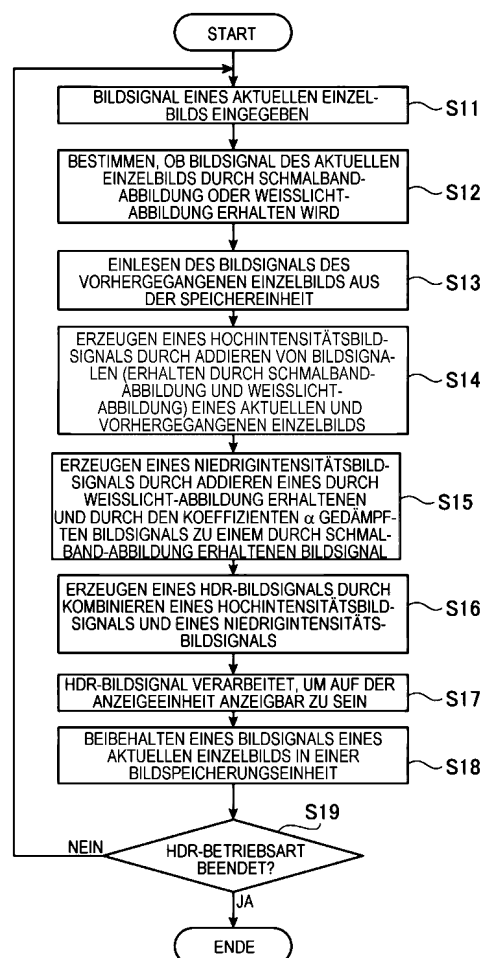 START
BILDSIGNAL EINES AKTUELLEN EINZEL-
BILDS EINGEGEBEN
S11
BESTIMMEN, OB BILDSIGNAL DES AKTUELLEN
EINZELBILDS DURCH SCHMALBAND-
ABBILDUNG ODER WEISSLICHT-
ABBILDUNG ERHALTEN WIRD
S12
EINLESEN DES BILDSIGNALS DES
VORHERGEGANGENEN EINZELBILDS AUS
DER SPEICHEREINHEIT
S13
ERZEUGEN EINES HOCHINTENSITÄTSBILD-
SIGNALS DURCH ADDIEREN VON BILDSIGNA-
LEN (ERHALTEN DURCH SCHMALBAND-
ABBILDUNG UND WEISSLICHT-
ABBILDUNG) EINES AKTUELLEN UND
VORHERGEGANGENEN EINZELBILDS
S14
ERZEUGEN EINES NIEDRIGINTENSITÄTSBILD-
SIGNALS DURCH ADDIEREN EINES DURCH
WEISSLICHT-ABBILDUNG ERHALTENEN
UND DURCH DEN KOEFFIZIENTEN α GEDÄMPF-
TEN BILDSIGNALS ZU EINEM DURCH SCHMAL-
BAND-ABBILDUNG ERHALTENEN BILDSIGNAL
S15
ERZEUGEN EINES HDR-BILDSIGNALS DURCH
KOMBINIEREN EINES HOCHINTENSITÄTSBILD-
SIGNALS UND EINES NIEDRIGINTENSITÄTS-
BILDSIGNALS
S16
HDR-BILDSIGNAL VERARBEITET, UM AUF DER
ANZEIGEEINHEIT ANZEIGBAR ZU SEIN
S17
BEIBEHALTEN EINES BILDSIGNALS EINES
AKTUELLEN EINZELBILDS IN EINER
BILDSPEICHERUNGSEINHEIT
S18
S19
NEIN
HDR-BETRIEBSART
BEENDET?
JA
ENDE